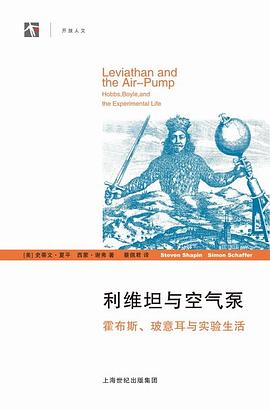 开放人文
Leviathan and
the Air-Pump
Hobbs,Boyle,and
the Experimental Life
[美] 史蒂文·夏平 西蒙·谢弗 著 蔡佩君 译 Steven Shapin Simon Schaffer
利维坦与空气泵
霍布斯、玻意耳与实验生活
上海世纪出版集团